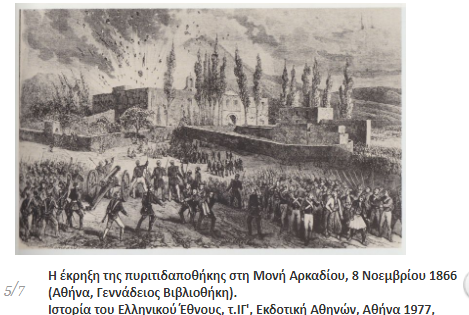 Η έκρηξη της πυριτιδαποθήκης στη Μονή Αρκαδίου, 8 Νοεμβρίου 1866
5/7
(Αθήνα, Γεννάδειος Βιβλιοθήκη).
Ιστορία του Ελληνικού Έθνους, τ.ΙΓ', Εκδοτική Αθηνών, Αθήνα 1977,